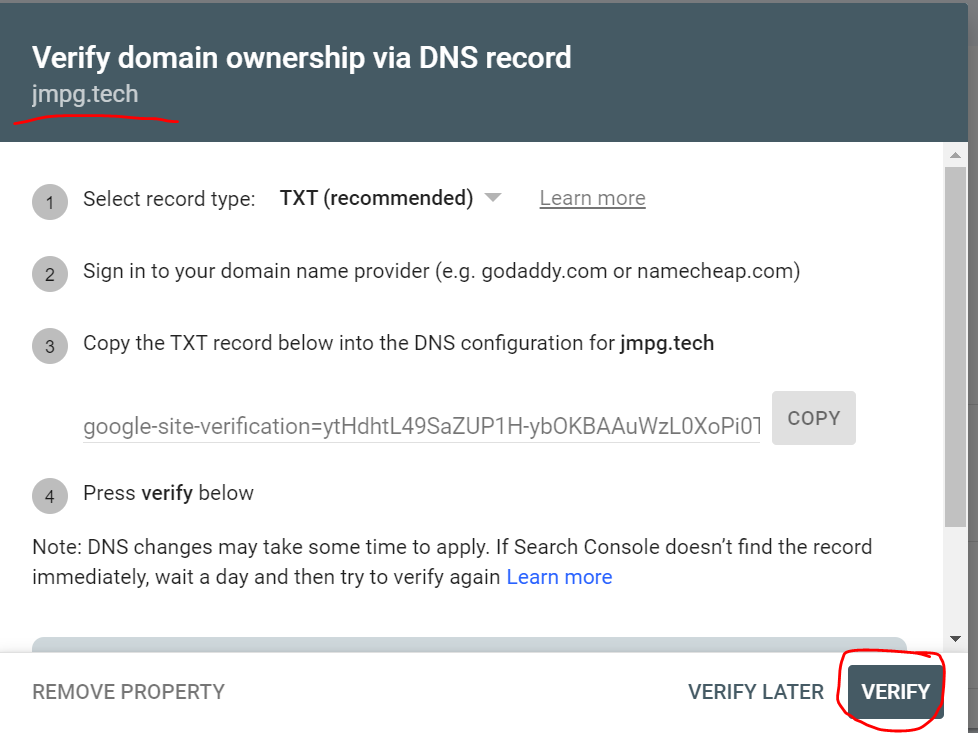 Verify domain ownership via DNS record
jmpg.tech
1 Select record type: TXT (recommended) Learn more
2 Sign in to your domain name provider (e.g. godaddy.com or namecheap.com)
3 Copy the TXT record below into the DNS configuration for jmpg.tech
google-site-verification=ytHdhtL49SaZUP1H-ybOKBAAuWzL0XoPi0T COPY
4 Press verify below
Note: DNS changes may take some time to apply. If Search Console doesn’t find the record
immediately, wait a day and then try to verify again Learn more
REMOVE PROPERTY VERIFY LATER VERIFY